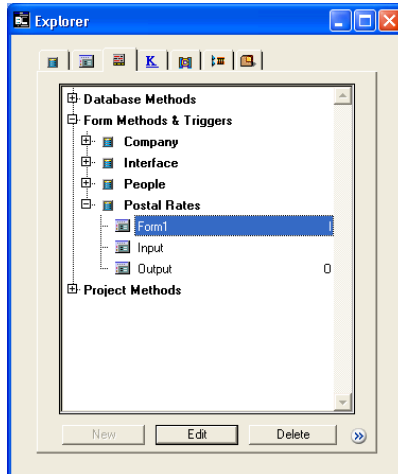 Explorer
K
Database Methods
Form Methods & Triggers
Company
Interface
People
Postal Rates
Form1 I
Input
Output O
Project Methods
New Edit Delete